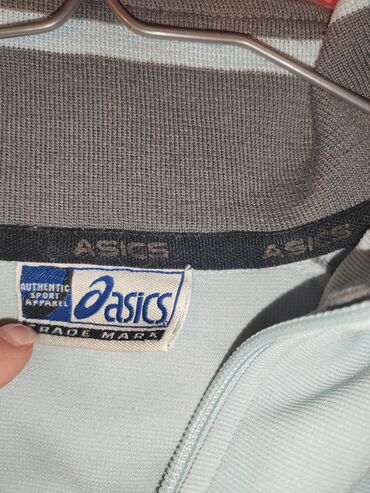 ASICS ASICS
AUTHENTIC
SPORT
APPAREL
asics
TRADE MARK